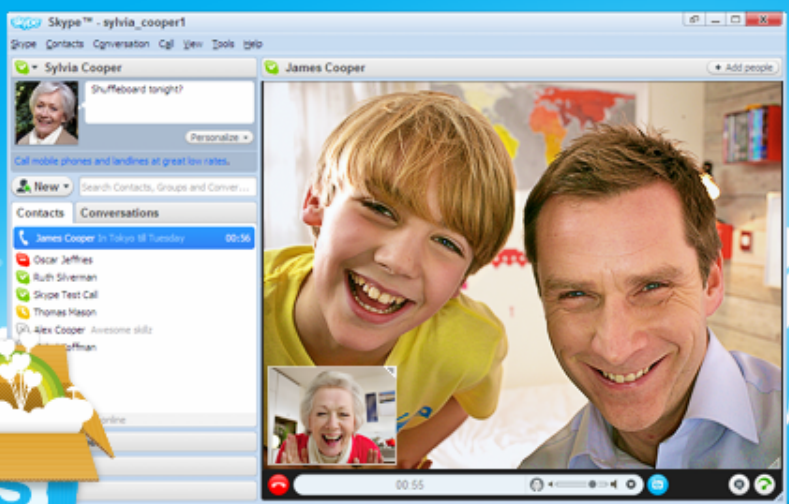 Skype™ - sylvia_cooper1
Skype Contacts Conversation Call View Tools Help
Sylvia Cooper
Shuffleboard tonight?
Personalize
Call mobile phones and landlines at great low rates.
New
Search Contacts, Groups and Conver...
Contacts Conversations
James Cooper In Tokyo till Tuesday 00:56
Oscar Jeffries
Ruth Silverman
Skype Test Call
Thomas Mason
Alex Cooper Awesome skillz
offman
online
James Cooper
+ Add people
00:55